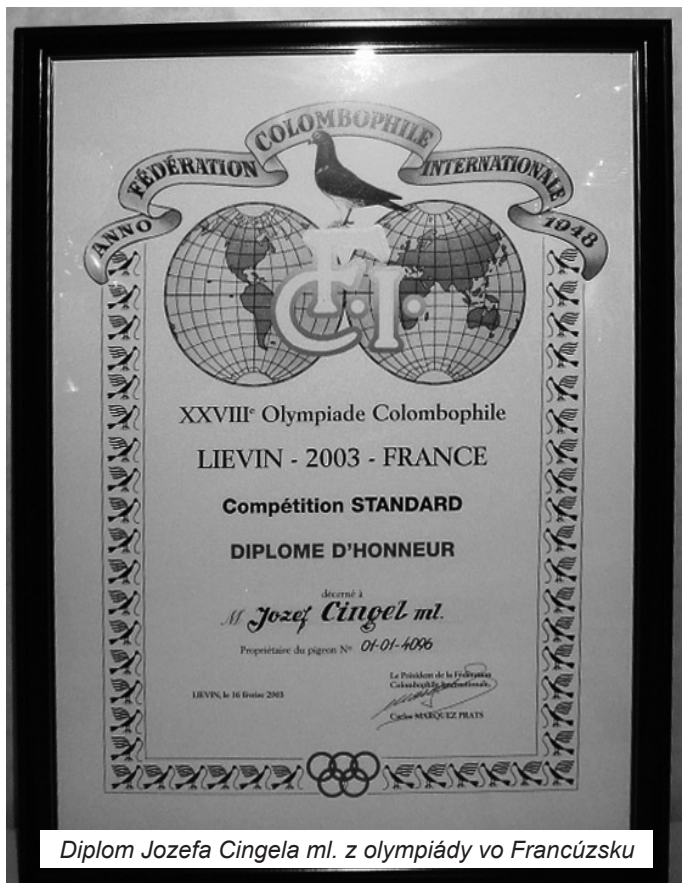 ANNO FÉDÉRATION COLOMBOPHILE INTERNATIONALE 1948
F.C.I.
XXVIIIe Olympiade Colombophile
LIEVIN - 2003 - FRANCE
Compétition STANDARD
DIPLOME D'HONNEUR
décerné à
M Jozef Cingel ml.
Propriétaire du pigeon N° 01-01-4096
Le Président de la Fédération
Colombophile Internationale
LIEVIN, le 16 février 2003
Carlos MARQUEZ PRATS
Diplom Jozefa Cingela ml. z olympiády vo Francúzsku